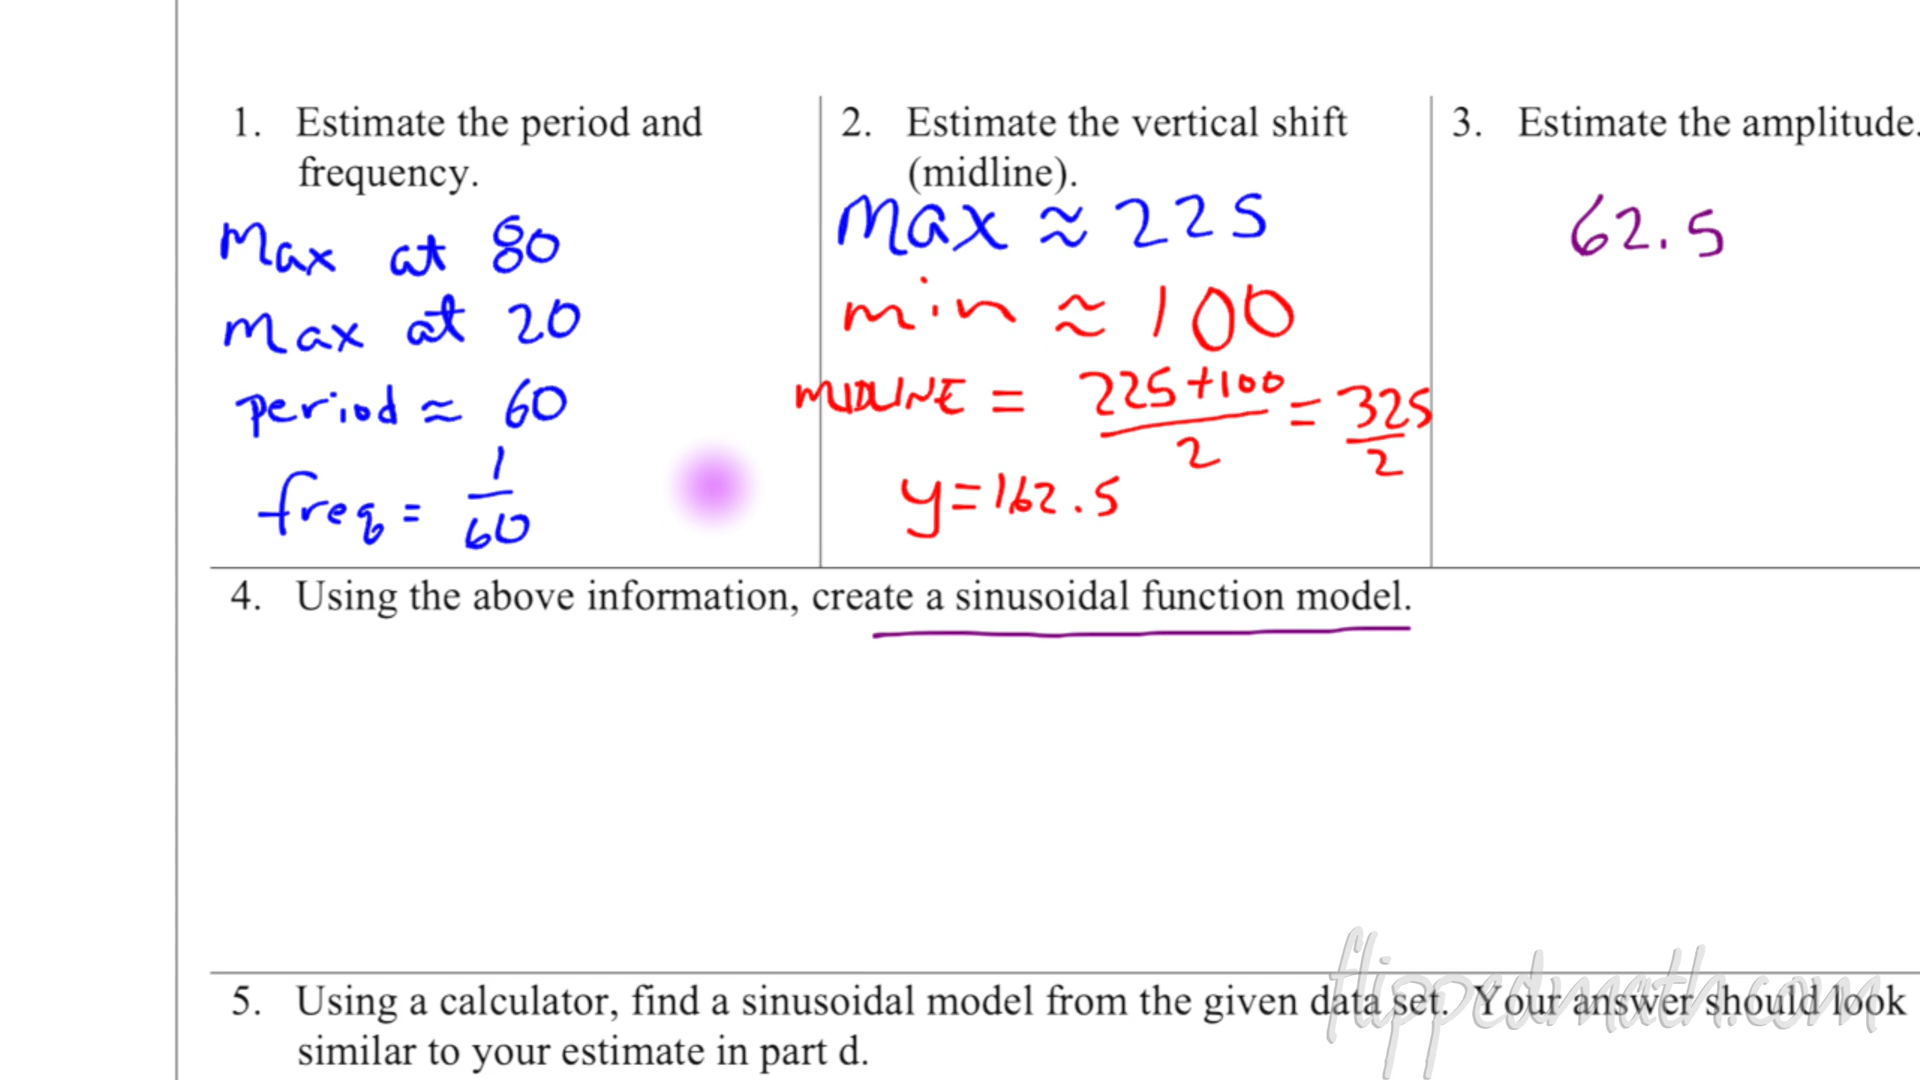 1. Estimate the period and
frequency.
Max at 80
Max at 20
period ≈ 60
freq = 1/60
2. Estimate the vertical shift
(midline).
Max ≈ 225
min ≈ 100
MIDLINE = 225+100/2 = 325/2
y=162.5
3. Estimate the amplitude.
62.5
4. Using the above information, create a sinusoidal function model.
5. Using a calculator, find a sinusoidal model from the given data set. Your answer should look
similar to your estimate in part d.
flippedmath.com